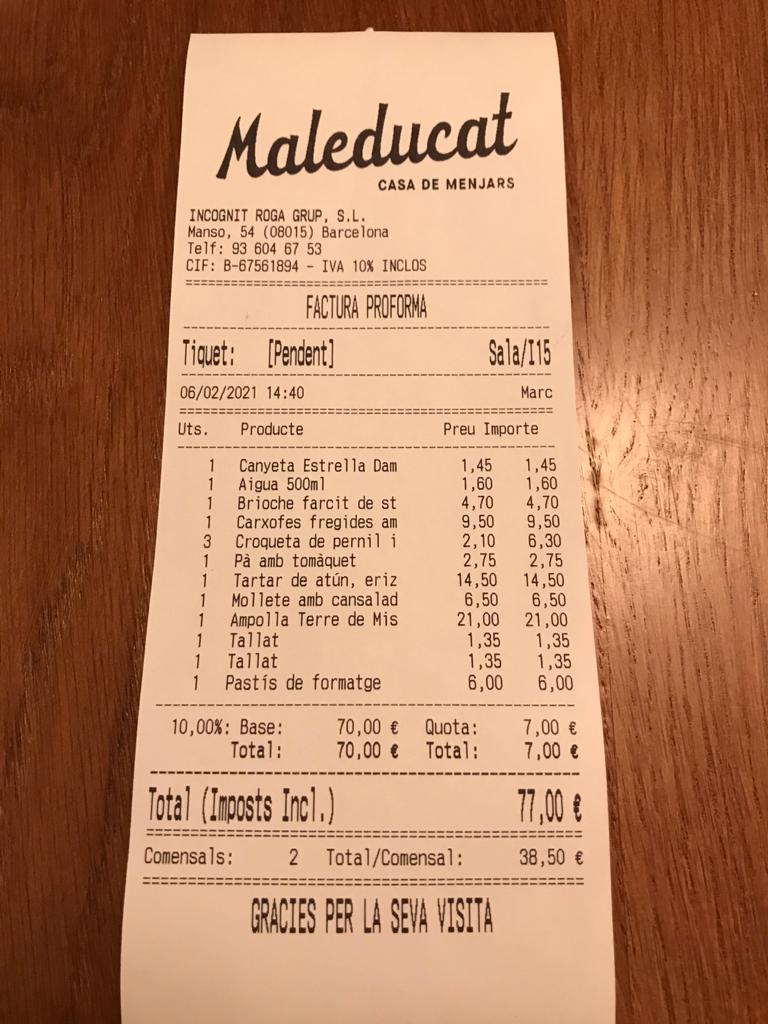 Maleducat
CASA DE MENJARS
INCOGNIT ROGA GRUP, S.L.
Manso, 54 (08015) Barcelona
Telf: 93 604 67 53
CIF: B-67561894 - IVA 10% INCLOS
FACTURA PROFORMA
Tiquet: [Pendent] Sala/I15
06/02/2021 14:40 Marc
Uts. Producte Preu Importe
1 Canyeta Estrella Dam 1,45 1,45
1 Aigua 500ml 1,60 1,60
1 Brioche farcit de st 4,70 4,70
1 Carxofes fregides am 9,50 9,50
3 Croqueta de pernil i 2,10 6,30
1 Pà amb tomàquet 2,75 2,75
1 Tartar de atún, eriz 14,50 14,50
1 Mollete amb cansalad 6,50 6,50
1 Ampolla Terre de Mis 21,00 21,00
1 Tallat 1,35 1,35
1 Tallat 1,35 1,35
1 Pastís de formatge 6,00 6,00
10,00%: Base: 70,00 € Quota: 7,00 €
Total: 70,00 € Total: 7,00 €
Total (Imposts Incl.) 77,00 €
Comensals: 2 Total/Comensal: 38,50 €
GRACIES PER LA SEVA VISITA